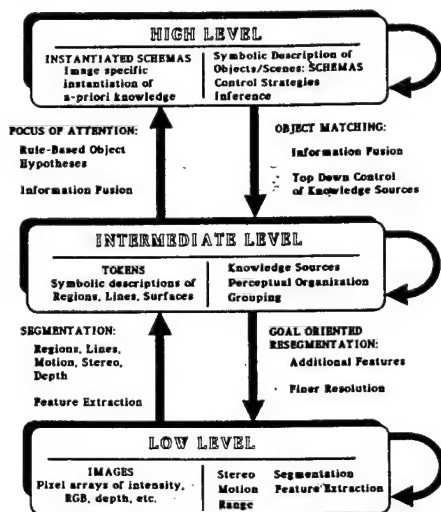 HIGH LEVEL
INSTANTIATED SCHEMAS
Image specific
instantiation of
a-priori knowledge
Symbolic Description of
Objects/Scenes: SCHEMAS
Control Strategies
Inference
FOCUS OF ATTENTION:
Rule-Based Object
Hypotheses
Information Fusion
OBJECT MATCHING:
Information Fusion
Top Down Control
of Knowledge Sources
INTERMEDIATE LEVEL
TOKENS
Symbolic descriptions of
Regions, Lines, Surfaces
Knowledge Sources
Perceptual Organization
Grouping
SEGMENTATION:
Regions, Lines,
Motion, Stereo,
Depth
Feature Extraction
GOAL ORIENTED
RESEGMENTATION:
Additional Features
Finer Resolution
LOW LEVEL
IMAGES
Pixel arrays of intensity,
RGB, depth, etc.
Stereo Segmentation
Motion Feature Extraction
Range